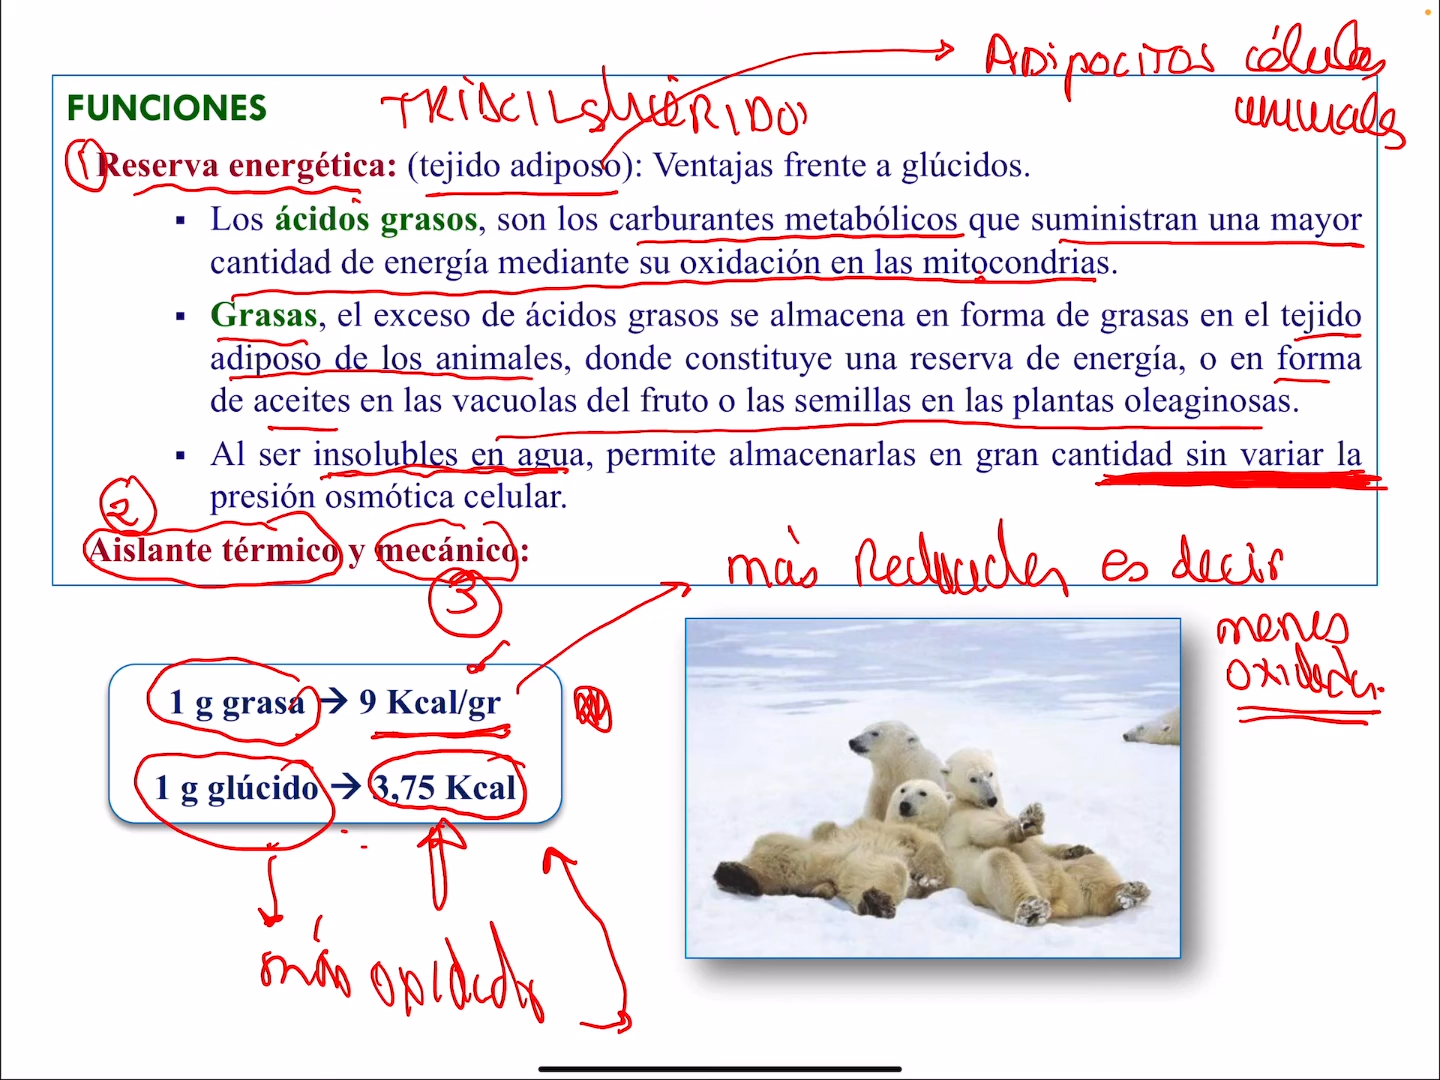 Adipocitos células
animales
FUNCIONES TRIACILGLICÉRIDOS
1 Reserva energética: (tejido adiposo): Ventajas frente a glúcidos.
▪ Los ácidos grasos, son los carburantes metabólicos que suministran una mayor
cantidad de energía mediante su oxidación en las mitocondrias.
▪ Grasas, el exceso de ácidos grasos se almacena en forma de grasas en el tejido
adiposo de los animales, donde constituye una reserva de energía, o en forma
de aceites en las vacuolas del fruto o las semillas en las plantas oleaginosas.
▪ Al ser insolubles en agua, permite almacenarlas en gran cantidad sin variar la
presión osmótica celular.
2
Aislante térmico y mecánico:
3
más reducidas es decir
menos
oxidadas
1 g grasa → 9 Kcal/gr
1 g glúcido → 3,75 Kcal
más oxidado